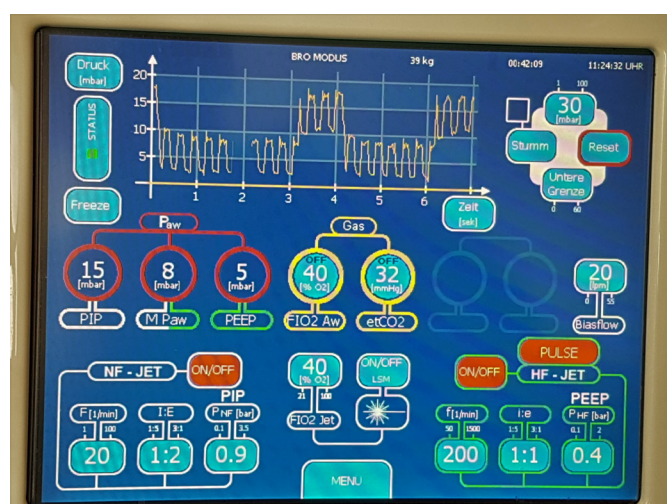 BRO MODUS 39 kg 00:42:09 11:24:32 UHR
Druck
[mbar]
20
15
10
5
1 2 3 4 5 6
STATUS
Freeze
Zeit
[sek]
1 100
30
[mbar]
Stumm
Reset
Untere
Grenze
0 60
Paw
Gas
15
[mbar]
PIP
8
[mbar]
M Paw
5
[mbar]
PEEP
OFF
40
[% O2]
FIO2 Aw
OFF
32
[mmHg]
etCO2
20
[lpm]
0 55
Biasflow
NF - JET
ON/OFF
PIP
F[1/min]
1 100
20
I:E
1:5 3:1
1:2
P NF [bar]
0.1 3.5
0.9
40
[% O2]
21 100
FIO2 Jet
ON/OFF
LSM
MENU
PULSE
ON/OFF
HF - JET
PEEP
f[1/min]
50 1500
200
i:e
1:5 3:1
1:1
P HF [bar]
0.1 2
0.4